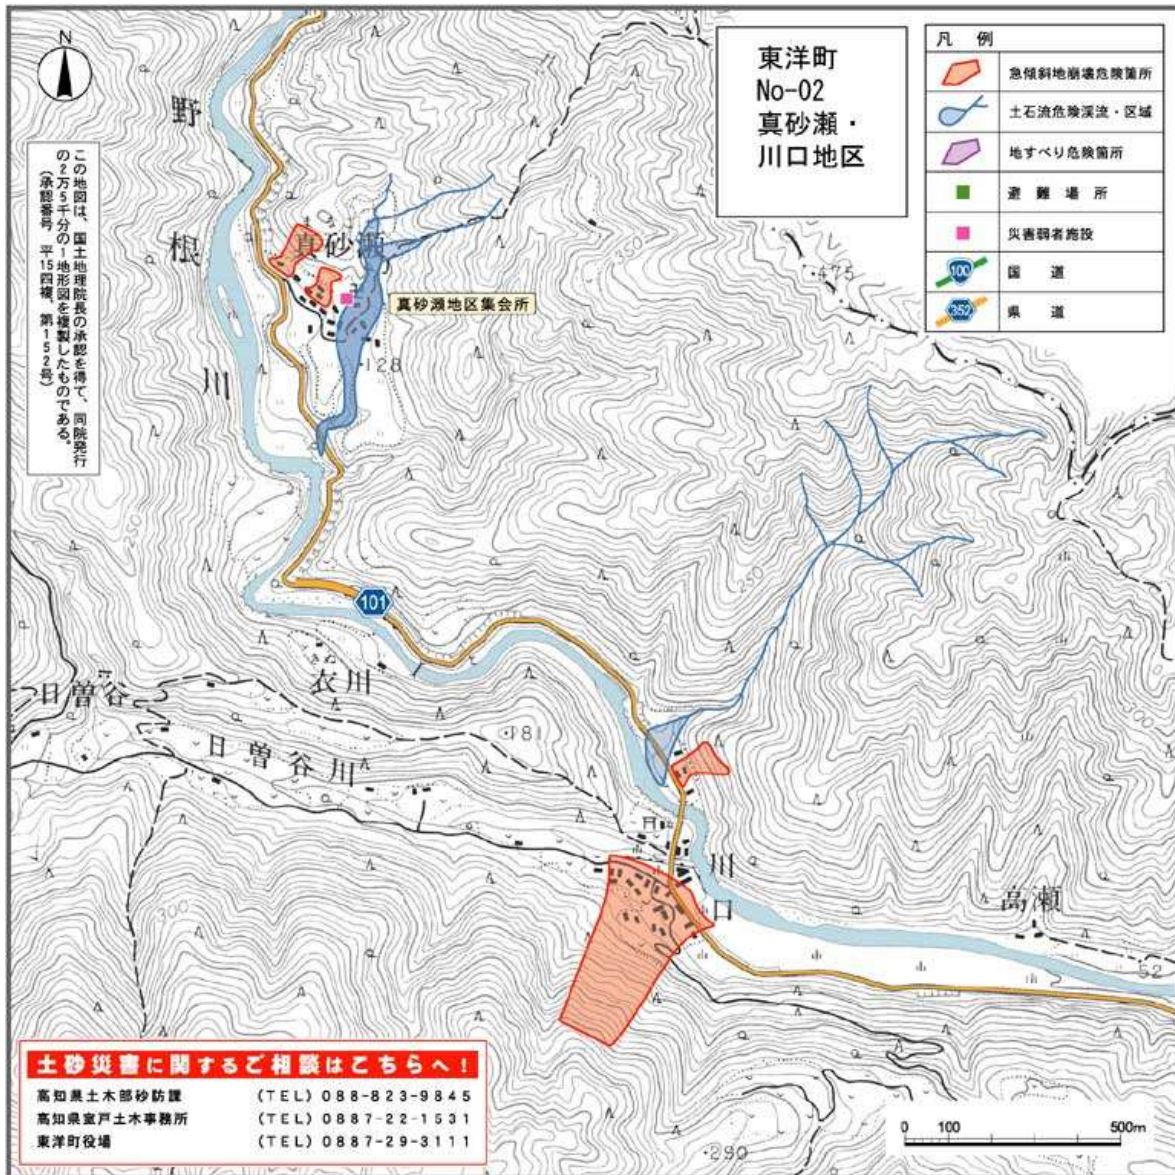 N
東洋町
No-02
真砂瀬・
川口地区
凡 例
急傾斜地崩壊危険箇所
土石流危険渓流・区域
地すべり危険箇所
避 難 場 所
災害弱者施設
100
国 道
352
県 道
この地図は、国土地理院長の承認を得て、同院発行
の2万5千分の1地形図を複製したものである。
(承認番号 平15四複、第152号)
野
根
川
真砂瀬
真砂瀬地区集会所
128
475
101
きぬ
衣川
日曽谷
日曽谷川
181
300
川
口
高瀬
52
290
土砂災害に関するご相談はこちらへ!
高知県土木部砂防課 (TEL) 088-823-9845
高知県室戸土木事務所 (TEL) 0887-22-1531
東洋町役場 (TEL) 0887-29-3111
0 100 500m